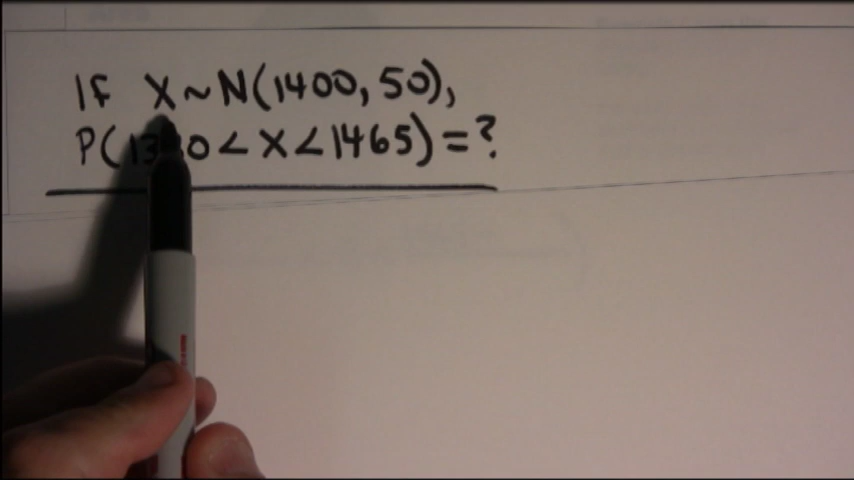 If X~N(1400, 50),
P( < X < 1465) = ?